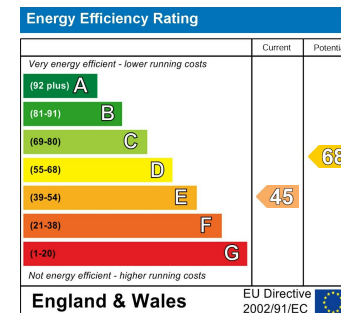 Energy Efficiency Rating
Current Potenti
Very energy efficient - lower running costs
(92 plus) A
(81-91) B
(69-80) C
(55-68) D
68
(39-54) E
45
(21-38) F
(1-20) G
Not energy efficient - higher running costs
England & Wales
EU Directive
2002/91/EC